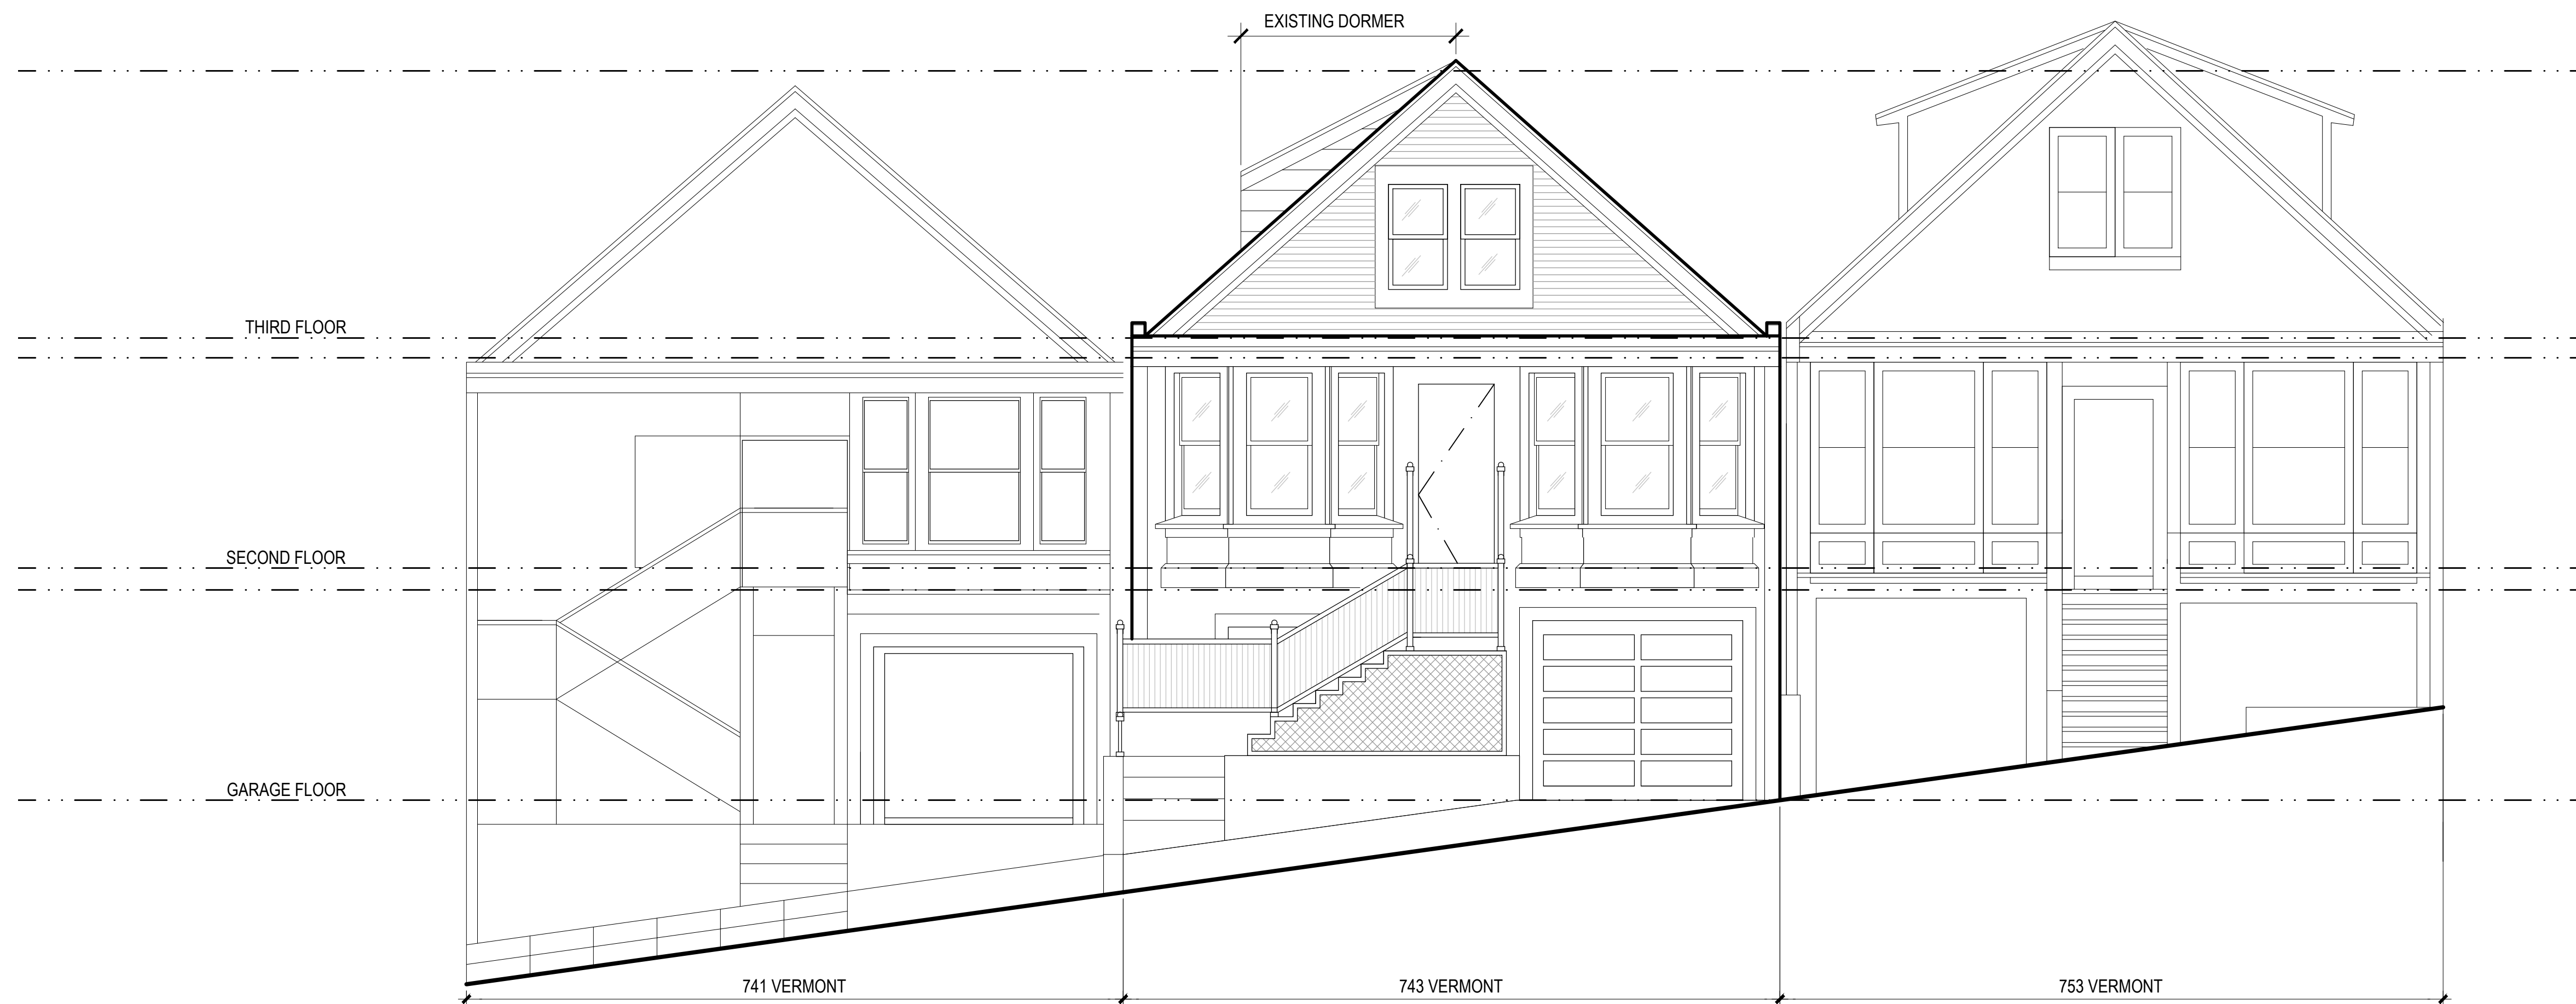 EXISTING DORMER
THIRD FLOOR
SECOND FLOOR
GARAGE FLOOR
741 VERMONT
743 VERMONT
753 VERMONT